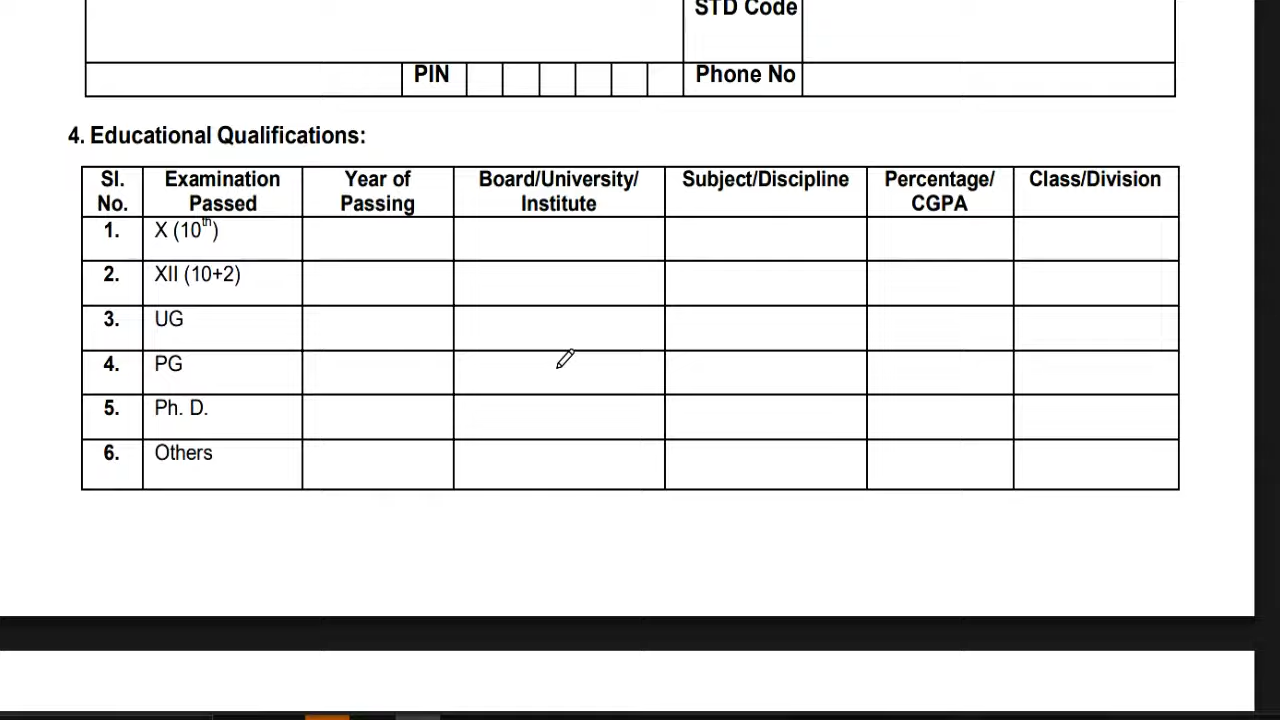 STD Code
PIN Phone No
4. Educational Qualifications:
Sl. No. Examination Passed Year of Passing Board/University/ Institute Subject/Discipline Percentage/ CGPA Class/Division
1. X (10th)
2. XII (10+2)
3. UG
4. PG
5. Ph. D.
6. Others